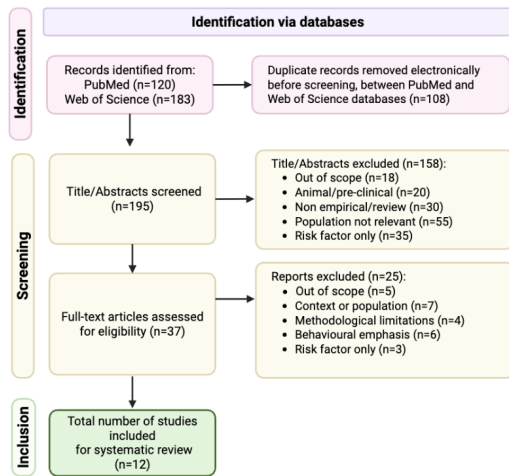 Identification via databases
Identification
Records identified from:
PubMed (n=120)
Web of Science (n=183)
Duplicate records removed electronically
before screening, between PubMed and
Web of Science databases (n=108)
Screening
Title/Abstracts screened
(n=195)
Title/Abstracts excluded (n=158):
• Out of scope (n=18)
• Animal/pre-clinical (n=20)
• Non empirical/review (n=30)
• Population not relevant (n=55)
• Risk factor only (n=35)
Full-text articles assessed
for eligibility (n=37)
Reports excluded (n=25):
• Out of scope (n=5)
• Context or population (n=7)
• Methodological limitations (n=4)
• Behavioural emphasis (n=6)
• Risk factor only (n=3)
Inclusion
Total number of studies
included
for systematic review
(n=12)